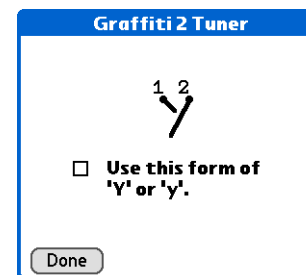 Graffiti 2 Tuner
1 2
Use this form of
'Y' or 'y'.
Done